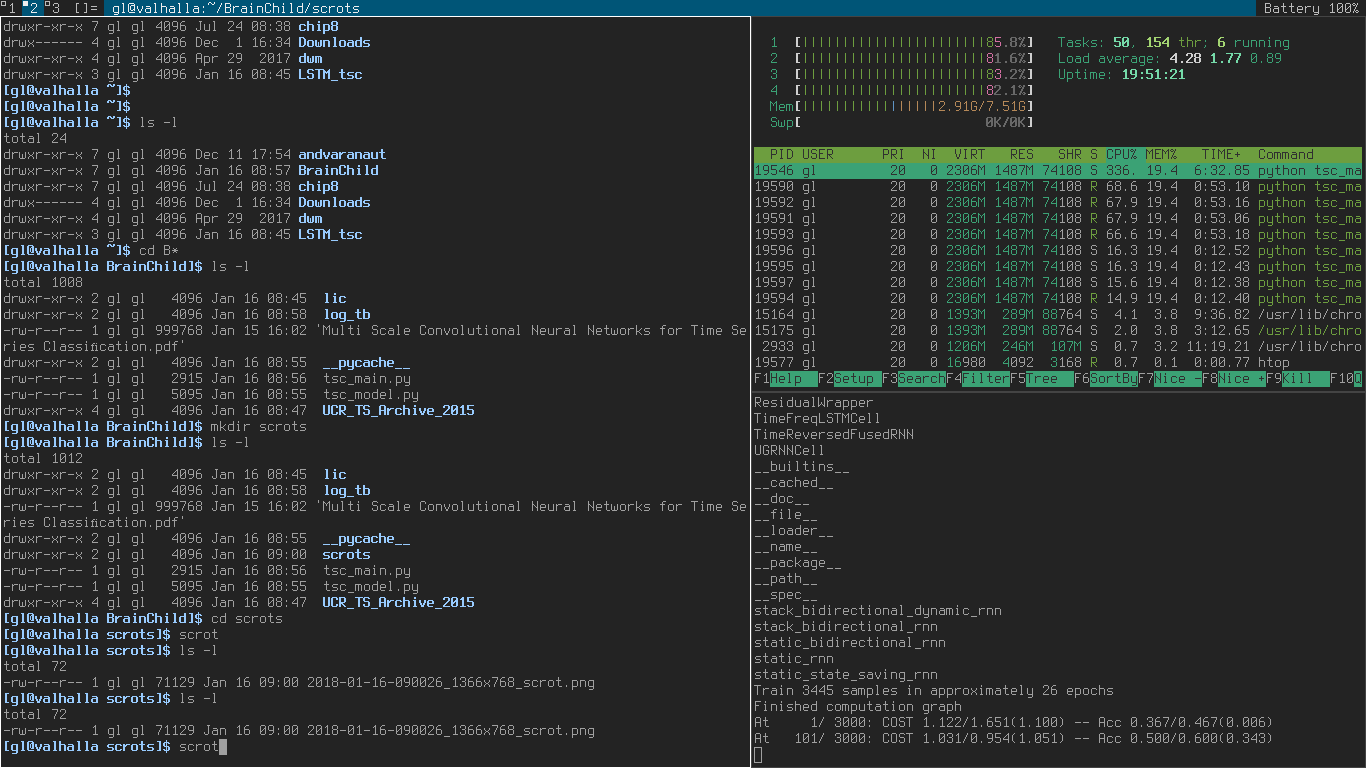 1 2 3 []= gl@valhalla:~/BrainChild/scrots Battery 100%
drwxr-xr-x 7 gl gl 4096 Jul 24 08:38 chip8
drwx------ 4 gl gl 4096 Dec  1 16:34 Downloads
drwxr-xr-x 4 gl gl 4096 Apr 29  2017 dwm
drwxr-xr-x 3 gl gl 4096 Jan 16 08:45 LSTM_tsc
[gl@valhalla ~]$
[gl@valhalla ~]$
[gl@valhalla ~]$ ls -l
total 24
drwxr-xr-x 7 gl gl 4096 Dec 11 17:54 andvaranaut
drwxr-xr-x 7 gl gl 4096 Jan 16 08:57 BrainChild
drwxr-xr-x 7 gl gl 4096 Jul 24 08:38 chip8
drwx------ 4 gl gl 4096 Dec  1 16:34 Downloads
drwxr-xr-x 4 gl gl 4096 Apr 29  2017 dwm
drwxr-xr-x 3 gl gl 4096 Jan 16 08:45 LSTM_tsc
[gl@valhalla ~]$ cd B*
[gl@valhalla BrainChild]$ ls -l
total 1008
drwxr-xr-x 2 gl gl   4096 Jan 16 08:45  lic
drwxr-xr-x 2 gl gl   4096 Jan 16 08:58  log_tb
-rw-r--r-- 1 gl gl 999768 Jan 15 16:02 'Multi Scale Convolutional Neural Networks for Time Se
ries Classification.pdf'
drwxr-xr-x 2 gl gl   4096 Jan 16 08:55  __pycache__
-rw-r--r-- 1 gl gl   2915 Jan 16 08:56  tsc_main.py
-rw-r--r-- 1 gl gl   5095 Jan 16 08:55  tsc_model.py
drwxr-xr-x 4 gl gl   4096 Jan 16 08:47  UCR_TS_Archive_2015
[gl@valhalla BrainChild]$ mkdir scrots
[gl@valhalla BrainChild]$ ls -l
total 1012
drwxr-xr-x 2 gl gl   4096 Jan 16 08:45  lic
drwxr-xr-x 2 gl gl   4096 Jan 16 08:58  log_tb
-rw-r--r-- 1 gl gl 999768 Jan 15 16:02 'Multi Scale Convolutional Neural Networks for Time Se
ries Classification.pdf'
drwxr-xr-x 2 gl gl   4096 Jan 16 08:55  __pycache__
drwxr-xr-x 2 gl gl   4096 Jan 16 09:00  scrots
-rw-r--r-- 1 gl gl   2915 Jan 16 08:56  tsc_main.py
-rw-r--r-- 1 gl gl   5095 Jan 16 08:55  tsc_model.py
drwxr-xr-x 4 gl gl   4096 Jan 16 08:47  UCR_TS_Archive_2015
[gl@valhalla BrainChild]$ cd scrots
[gl@valhalla scrots]$ scrot
[gl@valhalla scrots]$ ls -l
total 72
-rw-r--r-- 1 gl gl 71129 Jan 16 09:00 2018-01-16-090026_1366x768_scrot.png
[gl@valhalla scrots]$ ls -l
total 72
-rw-r--r-- 1 gl gl 71129 Jan 16 09:00 2018-01-16-090026_1366x768_scrot.png
[gl@valhalla scrots]$ scrot
1 [||||||||||||||||||||||||85.8%] Tasks: 50, 154 thr; 6 running
2 [||||||||||||||||||||||||81.6%] Load average: 4.28 1.77 0.89
3 [||||||||||||||||||||||||83.2%] Uptime: 19:51:21
4 [||||||||||||||||||||||||82.1%]
Mem[|||||||||||||||||2.91G/7.51G]
Swp[ 0K/0K]
PID USER PRI NI VIRT RES SHR S CPU% MEM% TIME+ Command
19546 gl 20 0 2306M 1487M 74108 S 336. 19.4 6:32.85 python tsc_ma
19590 gl 20 0 2306M 1487M 74108 R 68.6 19.4 0:53.10 python tsc_ma
19592 gl 20 0 2306M 1487M 74108 R 67.9 19.4 0:53.16 python tsc_ma
19591 gl 20 0 2306M 1487M 74108 R 67.9 19.4 0:53.06 python tsc_ma
19593 gl 20 0 2306M 1487M 74108 R 66.6 19.4 0:53.18 python tsc_ma
19596 gl 20 0 2306M 1487M 74108 S 16.3 19.4 0:12.52 python tsc_ma
19595 gl 20 0 2306M 1487M 74108 S 16.3 19.4 0:12.43 python tsc_ma
19597 gl 20 0 2306M 1487M 74108 S 15.6 19.4 0:12.38 python tsc_ma
19594 gl 20 0 2306M 1487M 74108 R 14.9 19.4 0:12.40 python tsc_ma
15164 gl 20 0 1393M 289M 88764 S 4.1 3.8 9:36.82 /usr/lib/chro
15175 gl 20 0 1393M 289M 88764 S 2.0 3.8 3:12.65 /usr/lib/chro
2933 gl 20 0 1206M 246M 107M S 0.7 3.2 11:19.21 /usr/lib/chro
19577 gl 20 0 16980 4092 3168 R 0.7 0.1 0:00.77 htop
F1Help F2Setup F3SearchF4FilterF5Tree F6SortByF7Nice -F8Nice +F9Kill F10Q
ResidualWrapper
TimeFreqLSTMCell
TimeReversedFusedRNN
UGRNNCell
__builtins__
__cached__
__doc__
__file__
__loader__
__name__
__package__
__path__
__spec__
stack_bidirectional_dynamic_rnn
stack_bidirectional_rnn
static_bidirectional_rnn
static_rnn
static_state_saving_rnn
Train 3445 samples in approximately 26 epochs
Finished computation graph
At     1/ 3000: COST 1.122/1.651(1.100) -- Acc 0.367/0.467(0.006)
At   101/ 3000: COST 1.031/0.954(1.051) -- Acc 0.500/0.600(0.343)